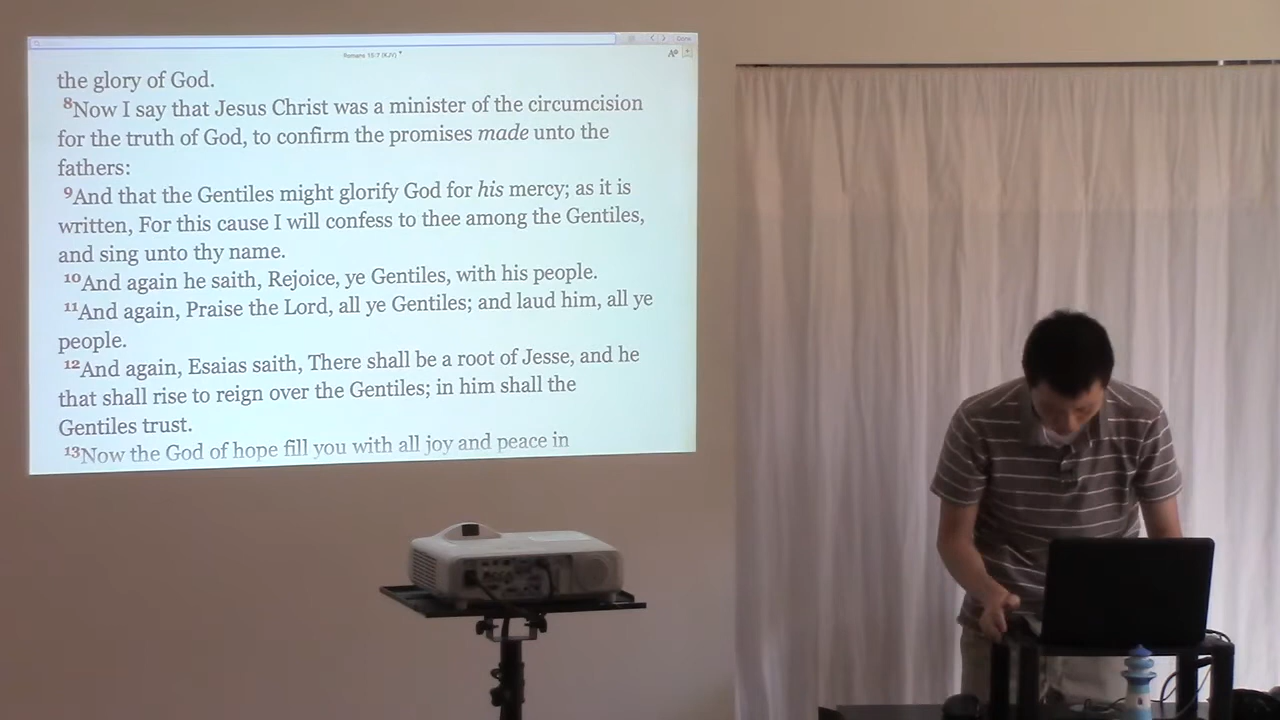 Romans 15:7 (KJV)
Done
the glory of God.
8Now I say that Jesus Christ was a minister of the circumcision
for the truth of God, to confirm the promises made unto the
fathers:
9And that the Gentiles might glorify God for his mercy; as it is
written, For this cause I will confess to thee among the Gentiles,
and sing unto thy name.
10And again he saith, Rejoice, ye Gentiles, with his people.
11And again, Praise the Lord, all ye Gentiles; and laud him, all ye
people.
12And again, Esaias saith, There shall be a root of Jesse, and he
that shall rise to reign over the Gentiles; in him shall the
Gentiles trust.
13Now the God of hope fill you with all joy and peace in